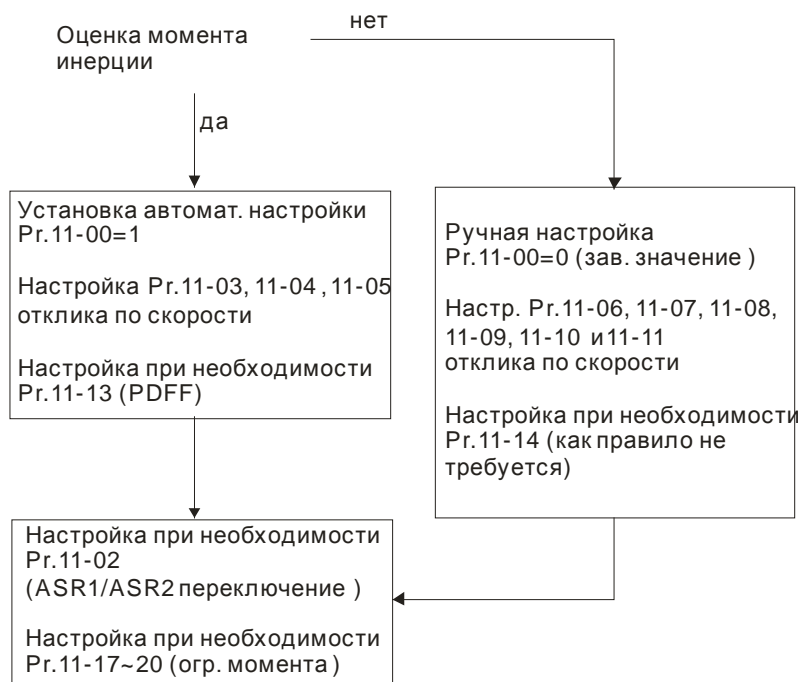 Оценка момента
инерции
нет
да
Установка автомат. настройки
Pr.11-00=1
Настройка Pr.11-03, 11-04 , 11-05
отклика по скорости
Настройка при необходимости
Pr.11-13 (PDFF)
Ручная настройка
Pr.11-00=0 (зав. значение )
Настр. Pr.11-06, 11-07, 11-08,
11-09, 11-10 и11-11
отклика по скорости
Настройка при необходимости
Pr.11-14 (как правило не
требуется)
Настройка при необходимости
Pr.11-02
(ASR1/ASR2 переключение )
Настройка при необходимости
Pr.11-17~20 (огр. момента )